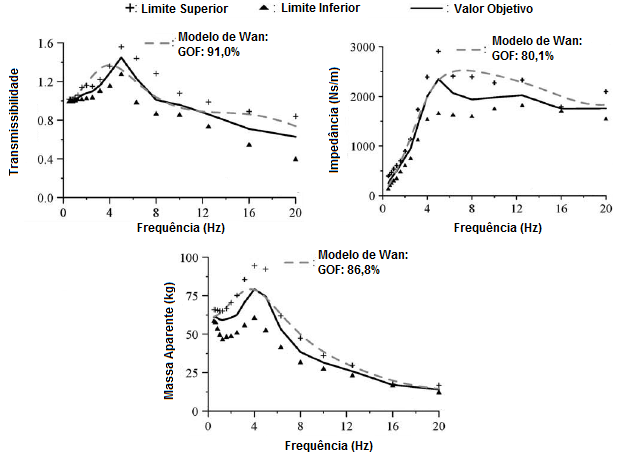 +: Limite Superior ▲: Limite Inferior —: Valor Objetivo
Modelo de Wan:
GOF: 91,0%
Transmissibilidade
1.6
1.2
0.8
0.4
0
0 4 8 12 16 20
Frequência (Hz)
Modelo de Wan:
GOF: 80,1%
Impedância (Ns/m)
3000
2000
1000
0
0 4 8 12 16 20
Frequência (Hz)
Modelo de Wan:
GOF: 86,8%
Massa Aparente (kg)
100
75
50
25
0
0 4 8 12 16 20
Frequência (Hz)